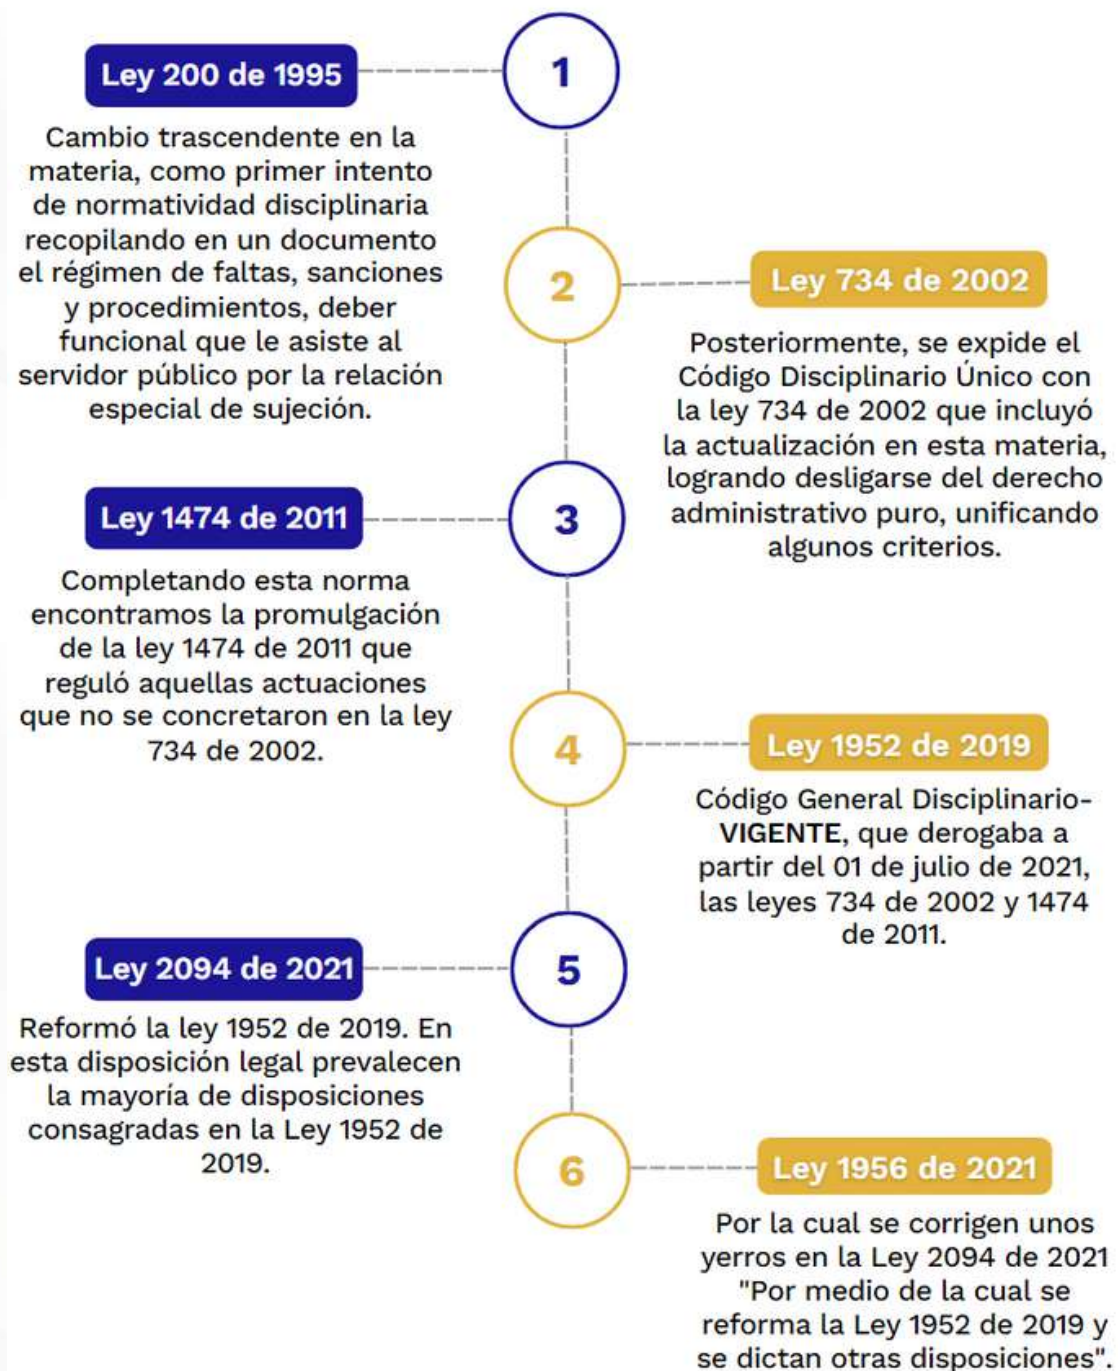 1
Ley 200 de 1995
Cambio trascendente en la
materia, como primer intento
de normatividad disciplinaria
recopilando en un documento
el régimen de faltas, sanciones
y procedimientos, deber
funcional que le asiste al
servidor público por la relación
especial de sujeción.
2
Ley 734 de 2002
Posteriormente, se expide el
Código Disciplinario Único con
la ley 734 de 2002 que incluyó
la actualización en esta materia,
logrando desligarse del derecho
administrativo puro, unificando
algunos criterios.
3
Ley 1474 de 2011
Completando esta norma
encontramos la promulgación
de la ley 1474 de 2011 que
reguló aquellas actuaciones
que no se concretaron en la ley
734 de 2002.
4
Ley 1952 de 2019
Código General Disciplinario-
VIGENTE, que derogaba a
partir del 01 de julio de 2021,
las leyes 734 de 2002 y 1474
de 2011.
5
Ley 2094 de 2021
Reformó la ley 1952 de 2019. En
esta disposición legal prevalecen
la mayoría de disposiciones
consagradas en la Ley 1952 de
2019.
6
Ley 1956 de 2021
Por la cual se corrigen unos
yerros en la Ley 2094 de 2021
"Por medio de la cual se
reforma la Ley 1952 de 2019 y
se dictan otras disposiciones".